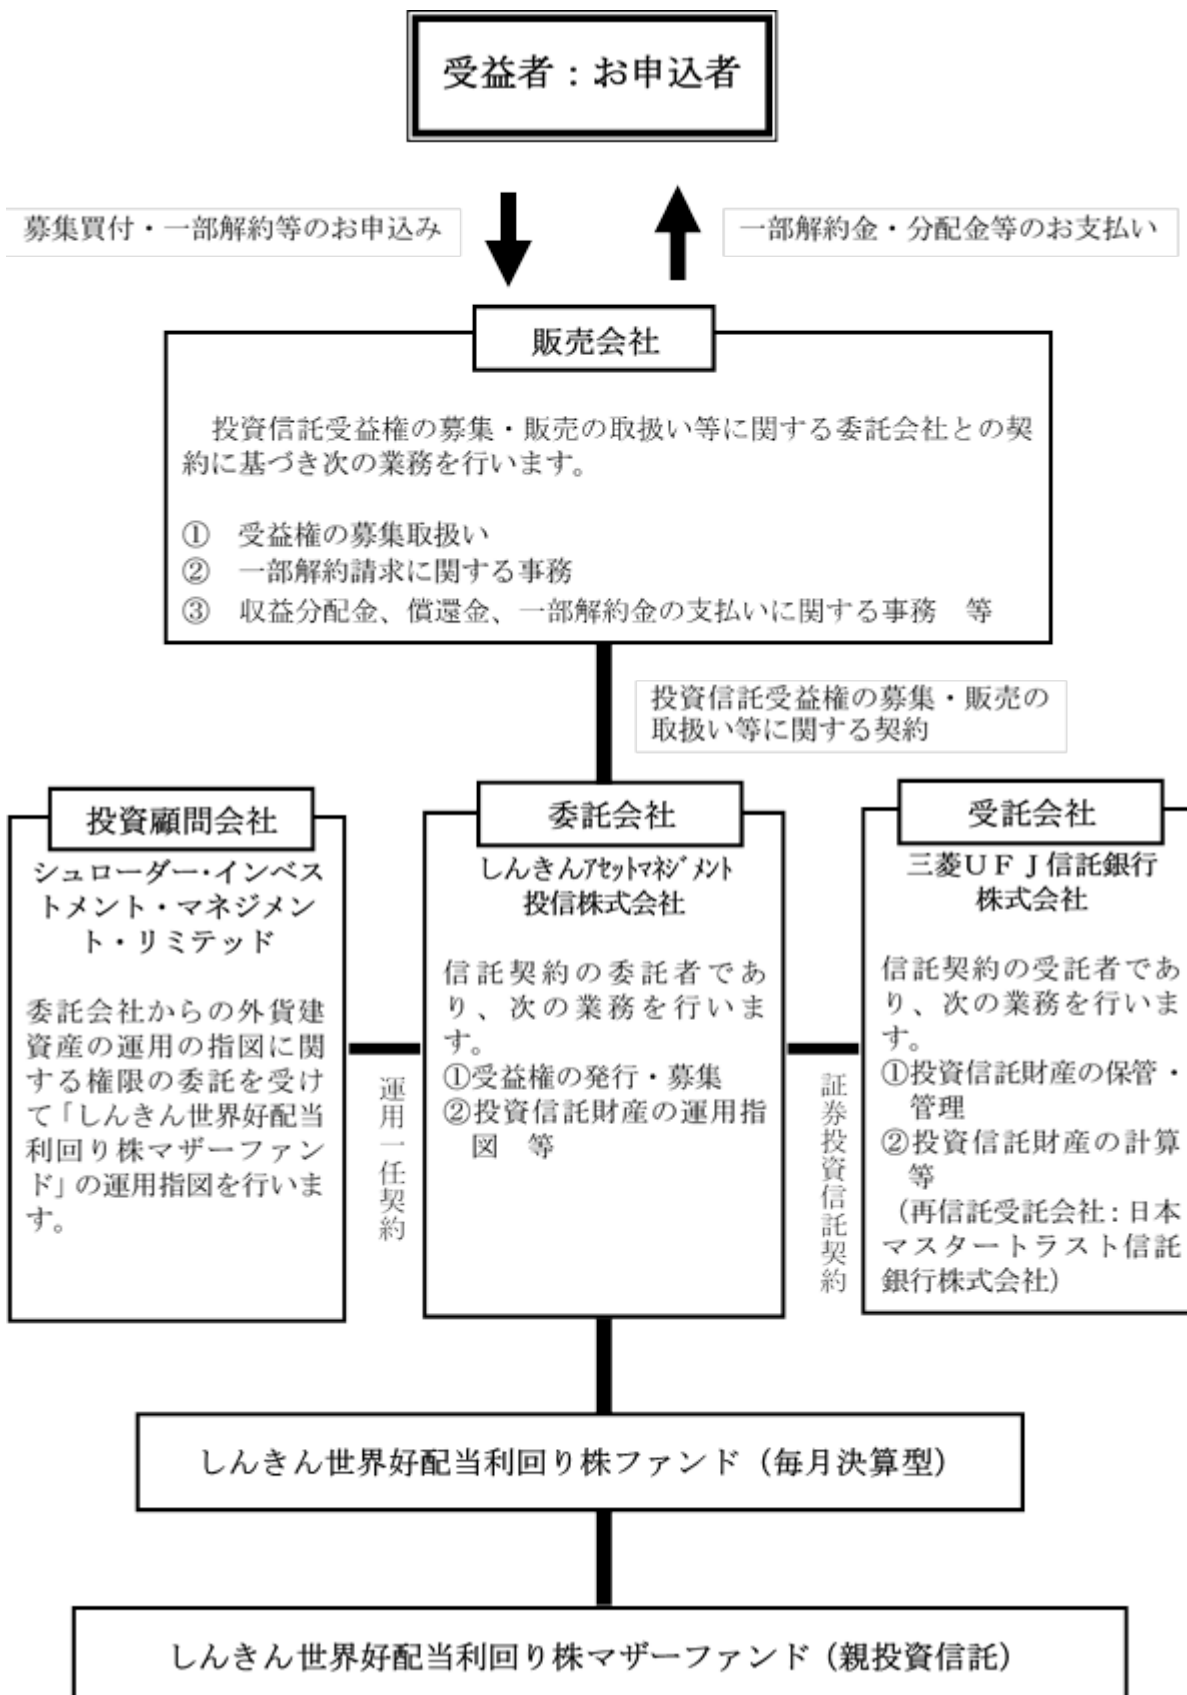 受益者：お申込者
募集買付・一部解約等のお申込み
一部解約金・分配金等のお支払い
販売会社
投資信託受益権の募集・販売の取扱い等に関する委託会社との契
約に基づき次の業務を行います。
① 受益権の募集取扱い
② 一部解約請求に関する事務
③ 収益分配金、償還金、一部解約金の支払いに関する事務 等
投資信託受益権の募集・販売の
取扱い等に関する契約
投資顧問会社
シュローダー・インベス
トメント・マネジメン
ト・リミテッド
委託会社からの外貨建
資産の運用の指図に関
する権限の委託を受け
て「しんきん世界好配当
利回り株マザーファン
ド」の運用指図を行いま
す。
運用一任契約
委託会社
しんきんｱｾｯﾄﾏﾈｼﾞﾒﾝﾄ
投信株式会社
信託契約の委託者であ
り、次の業務を行いま
す。
①受益権の発行・募集
②投資信託財産の運用指
図 等
証券投資信託契約
受託会社
三菱ＵＦＪ信託銀行
株式会社
信託契約の受託者であ
り、次の業務を行いま
す。
①投資信託財産の保管・
管理
②投資信託財産の計算
等
（再信託受託会社：日本
マスタートラスト信託
銀行株式会社）
しんきん世界好配当利回り株ファンド（毎月決算型）
しんきん世界好配当利回り株マザーファンド（親投資信託）